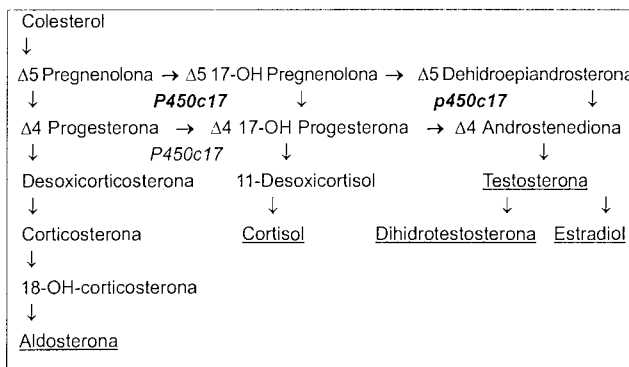 Colesterol
↓
Δ5 Pregnenolona → Δ5 17-OH Pregnenolona → Δ5 Dehidroepiandrosterona
↓ P450c17 ↓ p450c17 ↓
Δ4 Progesterona → Δ4 17-OH Progesterona → Δ4 Androstenediona
↓ P450c17 ↓ ↓
Desoxicorticosterona 11-Desoxicortisol Testosterona
↓ ↓ ↓ ↓
Corticosterona Cortisol Dihidrotestosterona Estradiol
↓
18-OH-corticosterona
↓
Aldosterona